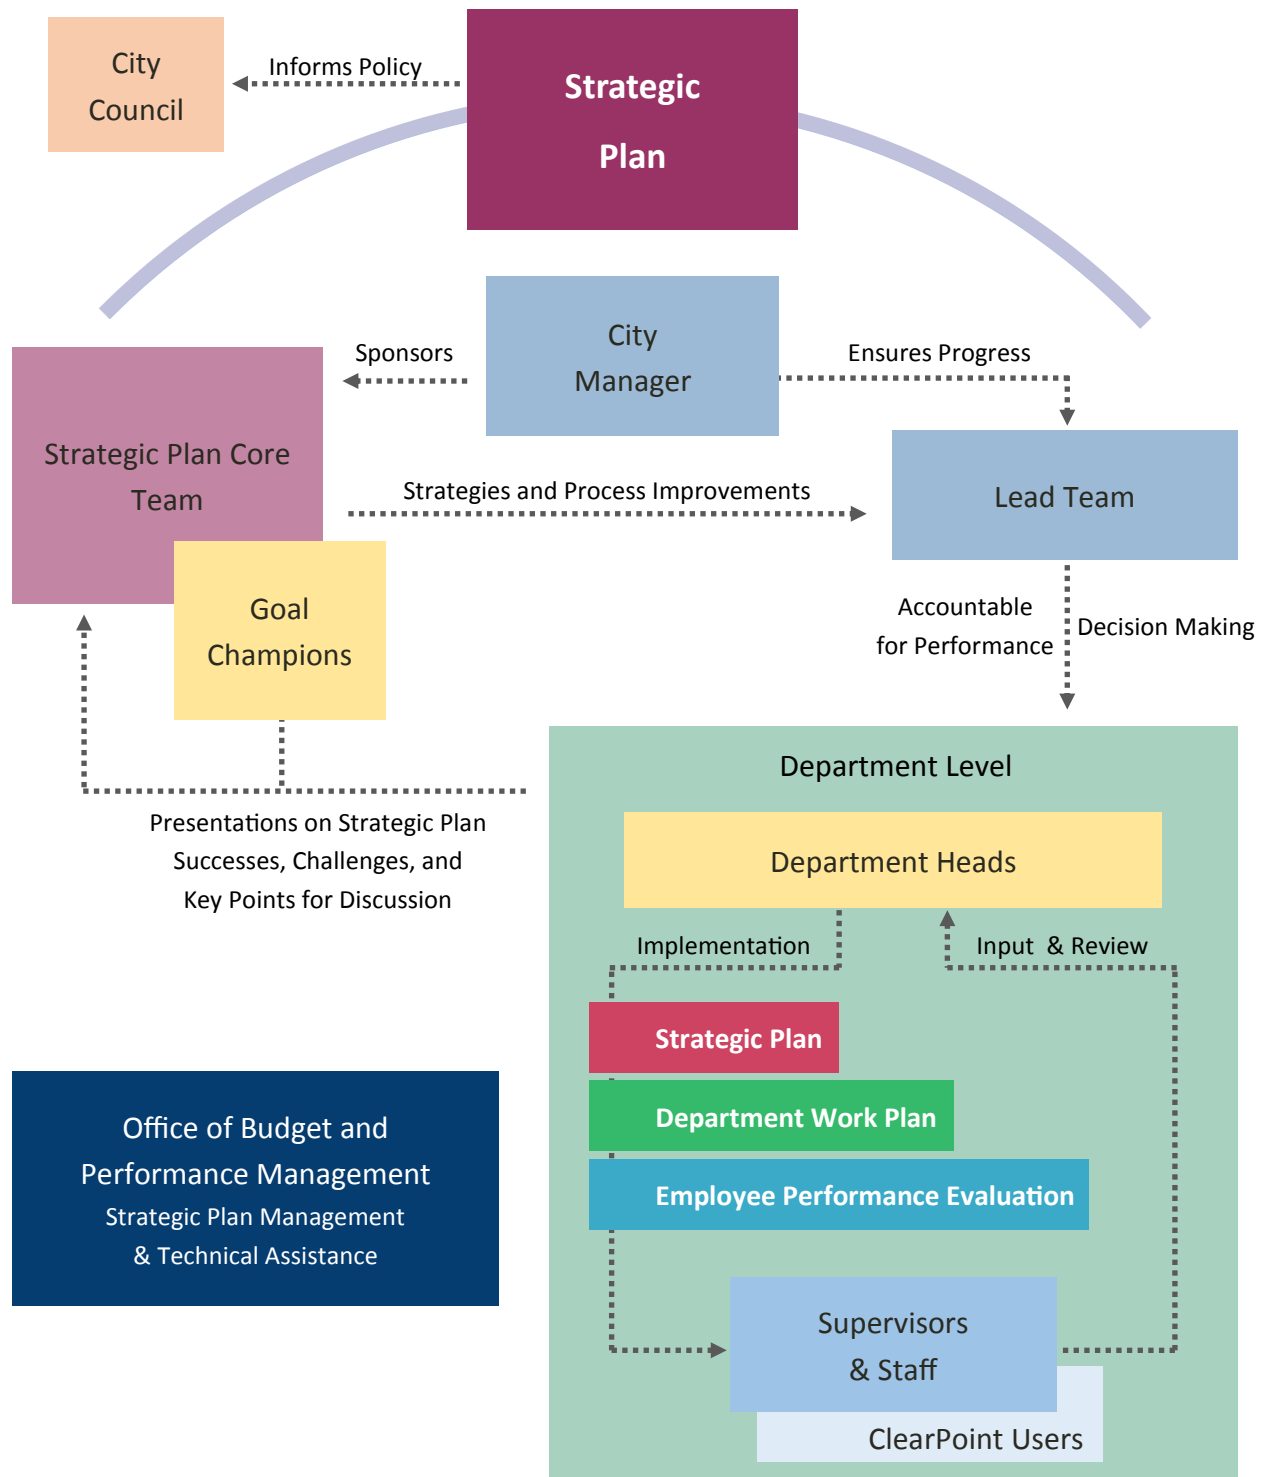 City
Council
Informs Policy
Strategic
Plan
City
Manager
Sponsors
Ensures Progress
Strategic Plan Core
Team
Strategies and Process Improvements
Lead Team
Goal
Champions
Accountable
for Performance
Decision Making
Presentations on Strategic Plan
Successes, Challenges, and
Key Points for Discussion
Department Level
Department Heads
Implementation
Input & Review
Strategic Plan
Department Work Plan
Employee Performance Evaluation
Supervisors
& Staff
ClearPoint Users
Office of Budget and
Performance Management
Strategic Plan Management
& Technical Assistance